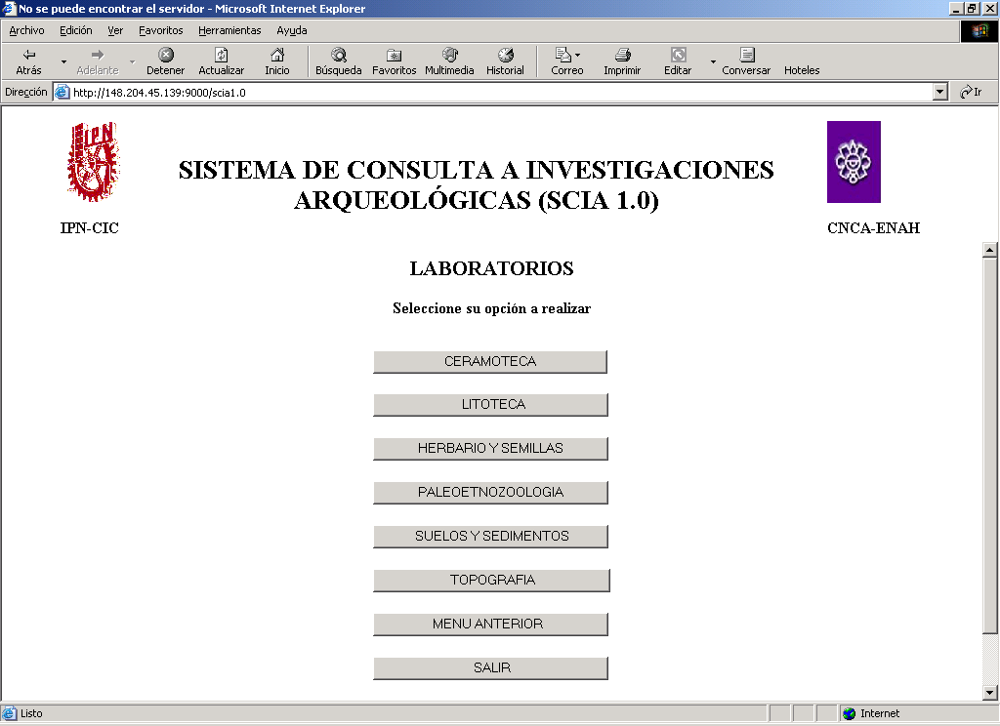 No se puede encontrar el servidor - Microsoft Internet Explorer
Archivo Edición Ver Favoritos Herramientas Ayuda
Atrás Adelante Detener Actualizar Inicio Búsqueda Favoritos Multimedia Historial Correo Imprimir Editar Conversar Hoteles
Dirección http://148.204.45.139:9000/scia1.0 Ir
IPN
SISTEMA DE CONSULTA A INVESTIGACIONES
ARQUEOLÓGICAS (SCIA 1.0)
IPN-CIC CNCA-ENAH
LABORATORIOS
Seleccione su opción a realizar
CERAMOTECA
LITOTECA
HERBARIO Y SEMILLAS
PALEOETNOZOOLOGIA
SUELOS Y SEDIMENTOS
TOPOGRAFIA
MENU ANTERIOR
SALIR
Listo Internet